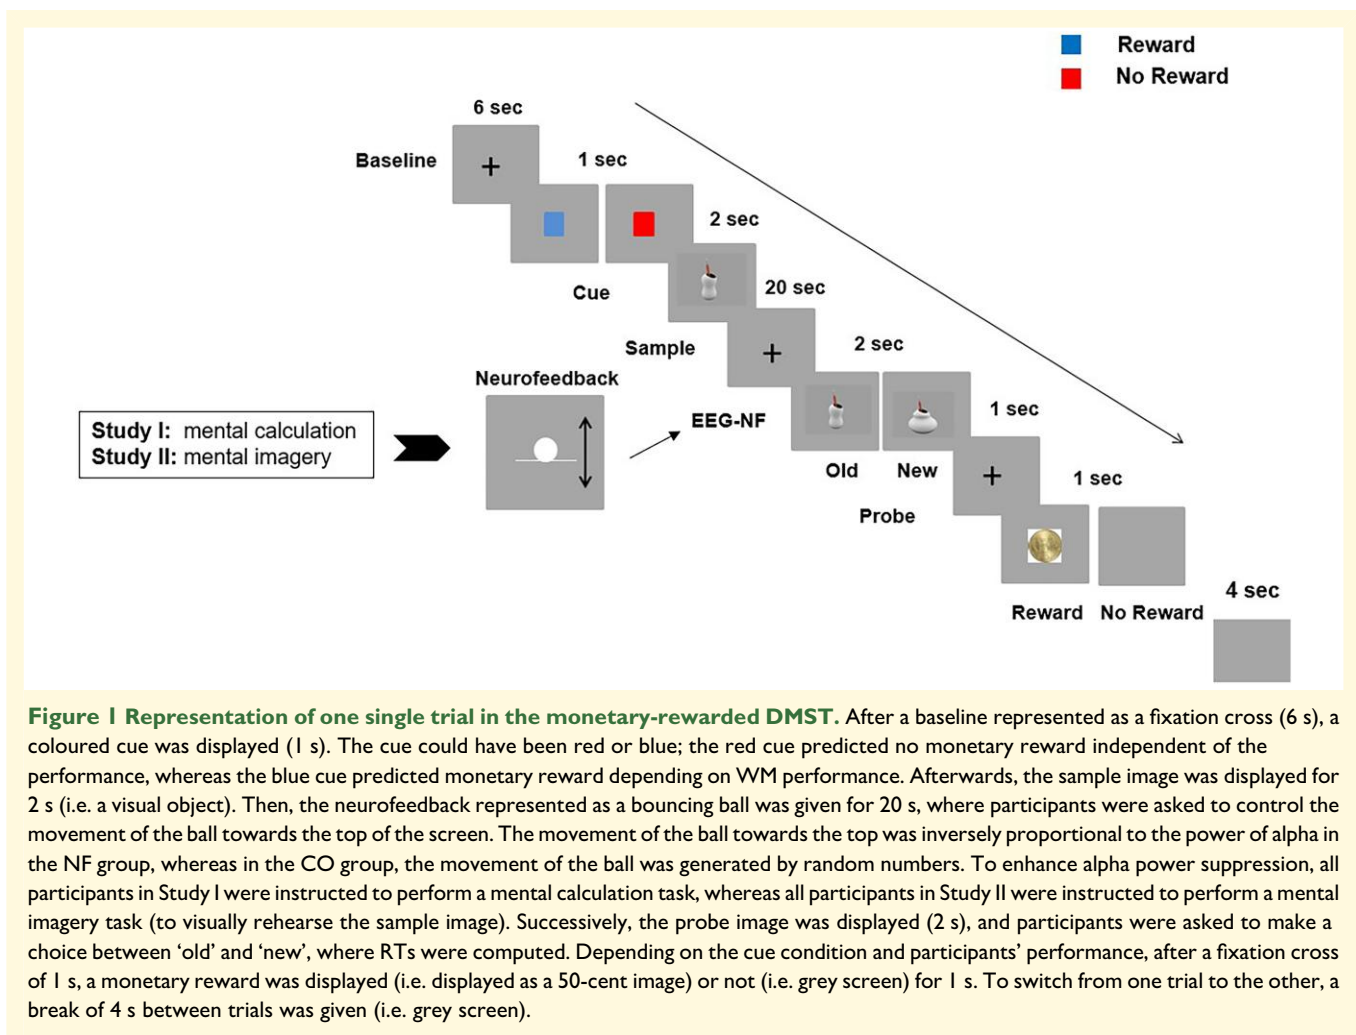 Reward
No Reward
6 sec
Baseline
1 sec
2 sec
Cue
20 sec
Sample
2 sec
Neurofeedback
Study I: mental calculation
Study II: mental imagery
EEG-NF
1 sec
Old New
1 sec
Probe
Reward No Reward
4 sec
Figure 1 Representation of one single trial in the monetary-rewarded DMST. After a baseline represented as a fixation cross (6 s), a
coloured cue was displayed (1 s). The cue could have been red or blue; the red cue predicted no monetary reward independent of the
performance, whereas the blue cue predicted monetary reward depending on WM performance. Afterwards, the sample image was displayed for
2 s (i.e. a visual object). Then, the neurofeedback represented as a bouncing ball was given for 20 s, where participants were asked to control the
movement of the ball towards the top of the screen. The movement of the ball towards the top was inversely proportional to the power of alpha in
the NF group, whereas in the CO group, the movement of the ball was generated by random numbers. To enhance alpha power suppression, all
participants in Study I were instructed to perform a mental calculation task, whereas all participants in Study II were instructed to perform a mental
imagery task (to visually rehearse the sample image). Successively, the probe image was displayed (2 s), and participants were asked to make a
choice between ‘old’ and ‘new’, where RTs were computed. Depending on the cue condition and participants’ performance, after a fixation cross
of 1 s, a monetary reward was displayed (i.e. displayed as a 50-cent image) or not (i.e. grey screen) for 1 s. To switch from one trial to the other, a
break of 4 s between trials was given (i.e. grey screen).